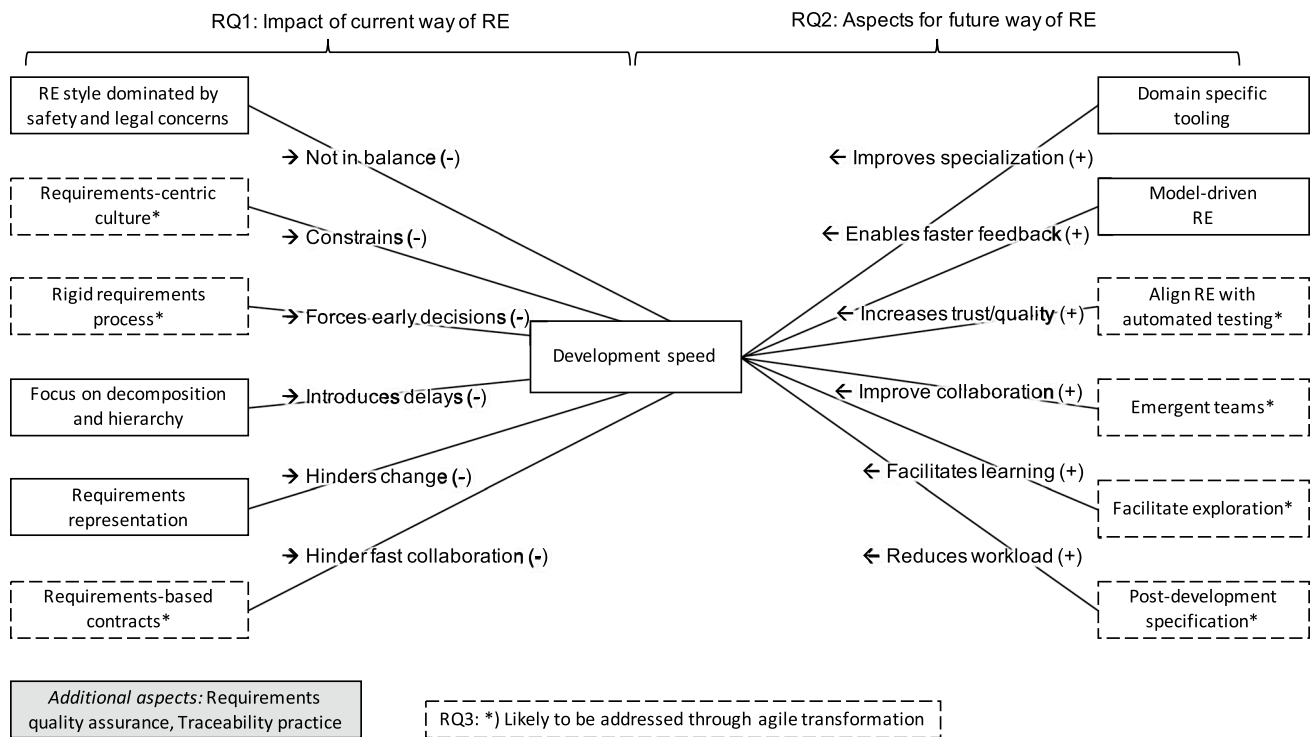 RQ1: Impact of current way of RE
RQ2: Aspects for future way of RE
RE style dominated by
safety and legal concerns
→ Not in balance (-)
Requirements-centric
culture*
→ Constrains (-)
Rigid requirements
process*
→ Forces early decisions (-)
Focus on decomposition
and hierarchy
→ Introduces delays (-)
Requirements
representation
→ Hinders change (-)
Requirements-based
contracts*
→ Hinder fast collaboration (-)
Development speed
Domain specific
tooling
← Improves specialization (+)
Model-driven
RE
← Enables faster feedback (+)
Align RE with
automated testing*
← Increases trust/quality (+)
Emergent teams*
← Improve collaboration (+)
Facilitate exploration*
← Facilitates learning (+)
Post-development
specification*
← Reduces workload (+)
Additional aspects: Requirements
quality assurance, Traceability practice
RQ3: *) Likely to be addressed through agile transformation